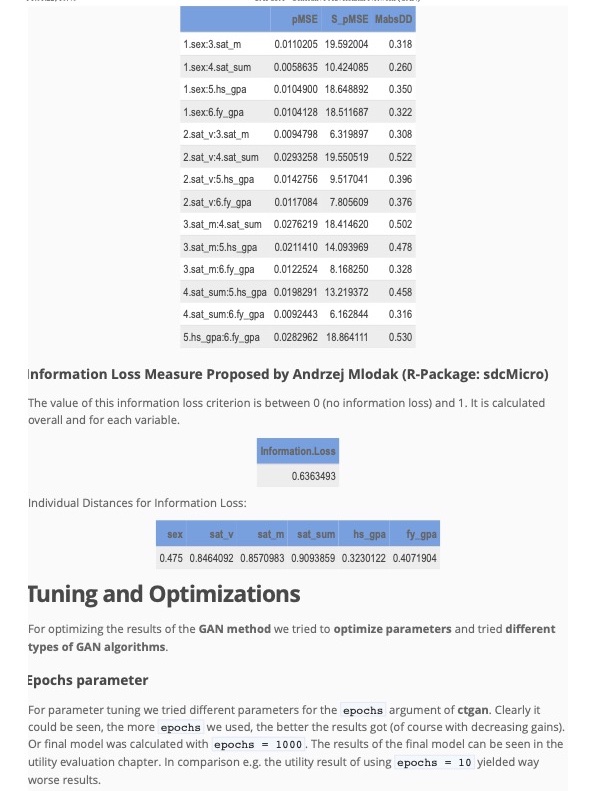 pMSE S_pMSE MabsDD
1.sex:3.sat_m 0.0110205 19.592004 0.318
1.sex:4.sat_sum 0.0058635 10.424085 0.260
1.sex:5.hs_gpa 0.0104900 18.648892 0.350
1.sex:6.fy_gpa 0.0104128 18.511687 0.322
2.sat_v:3.sat_m 0.0094798 6.319897 0.308
2.sat_v:4.sat_sum 0.0293258 19.550519 0.522
2.sat_v:5.hs_gpa 0.0142756 9.517041 0.396
2.sat_v:6.fy_gpa 0.0117084 7.805609 0.376
3.sat_m:4.sat_sum 0.0276219 18.414620 0.502
3.sat_m:5.hs_gpa 0.0211410 14.093969 0.478
3.sat_m:6.fy_gpa 0.0122524 8.168250 0.328
4.sat_sum:5.hs_gpa 0.0198291 13.219372 0.458
4.sat_sum:6.fy_gpa 0.0092443 6.162844 0.316
5.hs_gpa:6.fy_gpa 0.0282962 18.864111 0.530
Information Loss Measure Proposed by Andrzej Mlodak (R-Package: sdcMicro)
The value of this information loss criterion is between 0 (no information loss) and 1. It is calculated
overall and for each variable.
Information.Loss
0.6363493
Individual Distances for Information Loss:
sex sat_v sat_m sat_sum hs_gpa fy_gpa
0.475 0.8464092 0.8570983 0.9093859 0.3230122 0.4071904
Tuning and Optimizations
For optimizing the results of the GAN method we tried to optimize parameters and tried different
types of GAN algorithms.
Epochs parameter
For parameter tuning we tried different parameters for the epochs argument of ctgan. Clearly it
could be seen, the more epochs we used, the better the results got (of course with decreasing gains).
Or final model was calculated with epochs = 1000. The results of the final model can be seen in the
utility evaluation chapter. In comparison e.g. the utility result of using epochs = 10 yielded way
worse results.